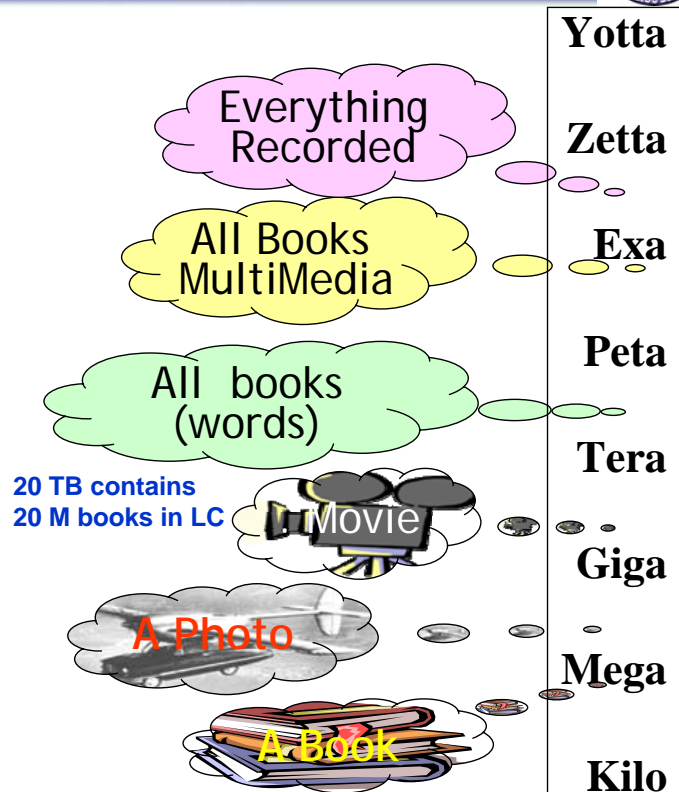 Yotta
Everything
Recorded
Zetta
All Books
MultiMedia
Exa
Peta
All books
(words)
Tera
20 TB contains
20 M books in LC
. Movie
Giga
A Photo
Mega
A Book
Kilo